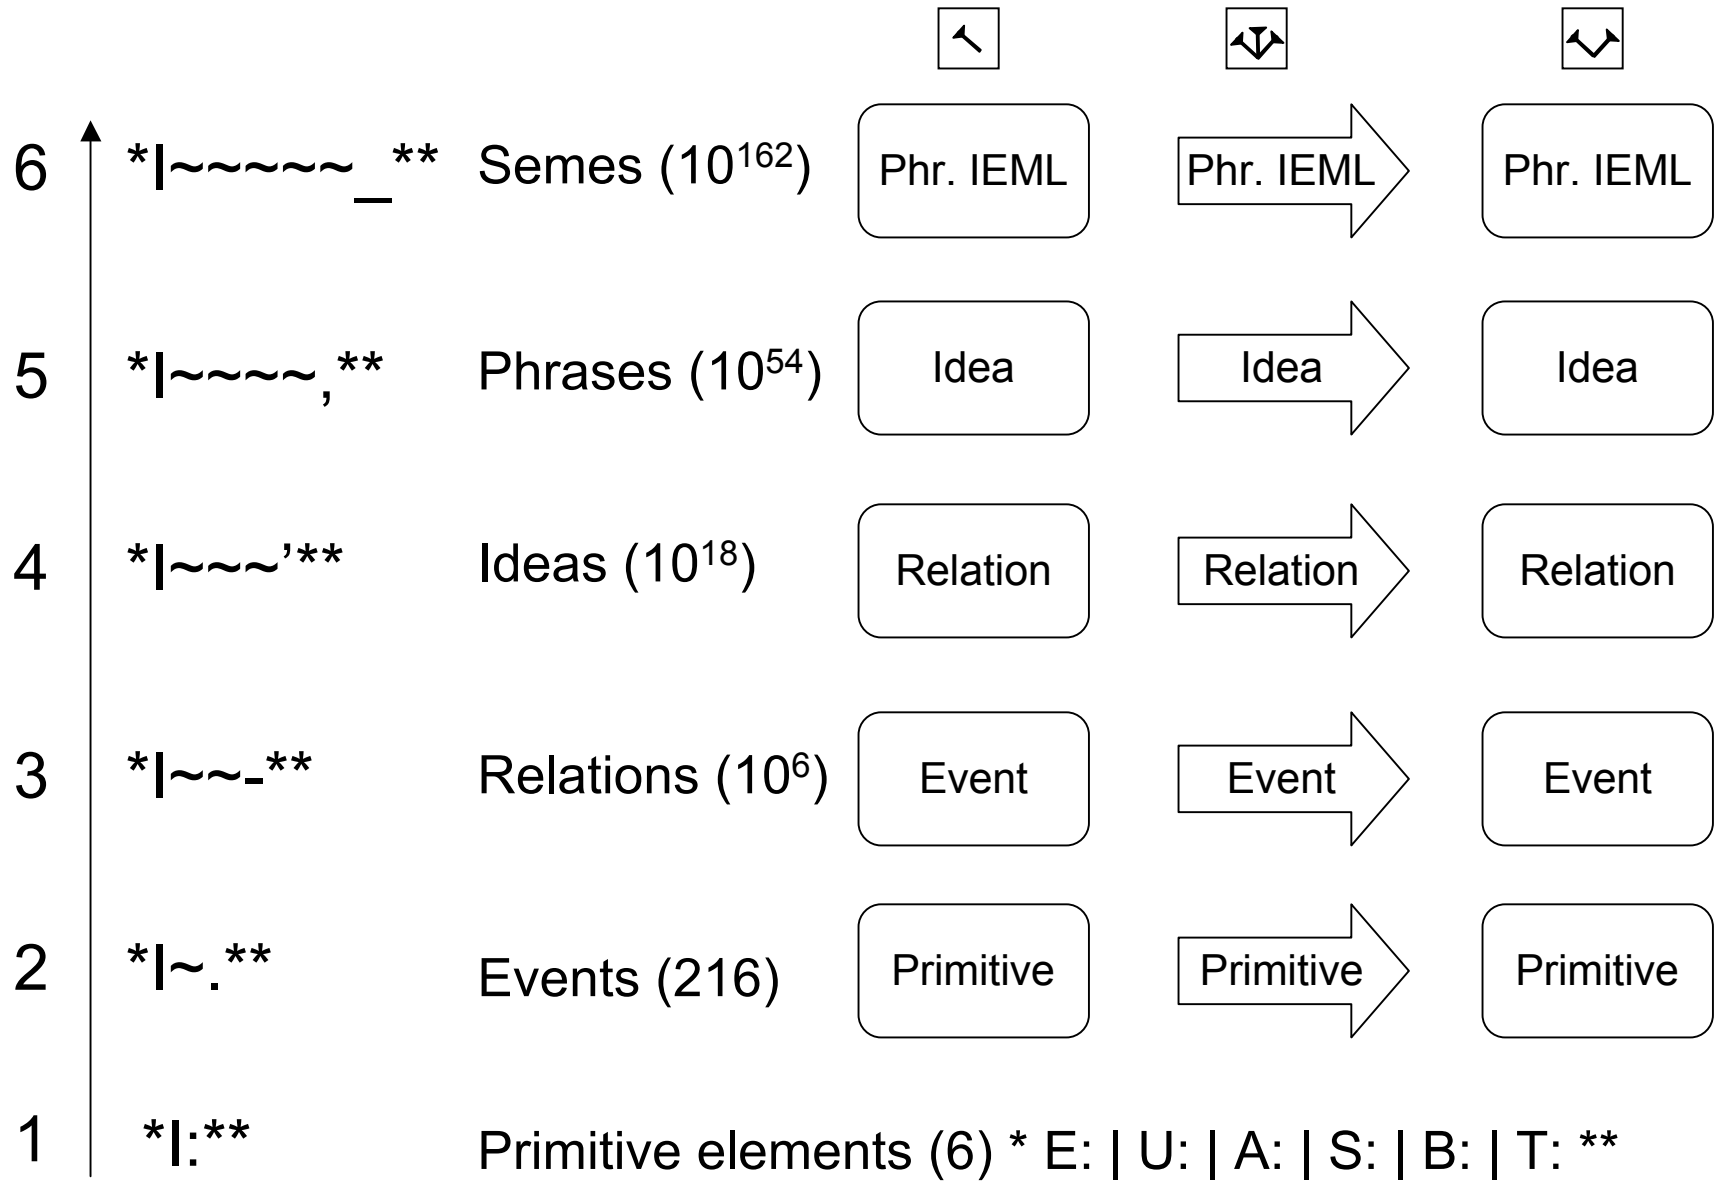 6 *I~~~~~_** Semes (10¹⁶²) Phr. IEML Phr. IEML Phr. IEML
5 *I~~~~,** Phrases (10⁵⁴) Idea Idea Idea
4 *I~~~’** Ideas (10¹⁸) Relation Relation Relation
3 *I~~-** Relations (10⁶) Event Event Event
2 *I~.** Events (216) Primitive Primitive Primitive
1 *I:** Primitive elements (6) * E: | U: | A: | S: | B: | T: **